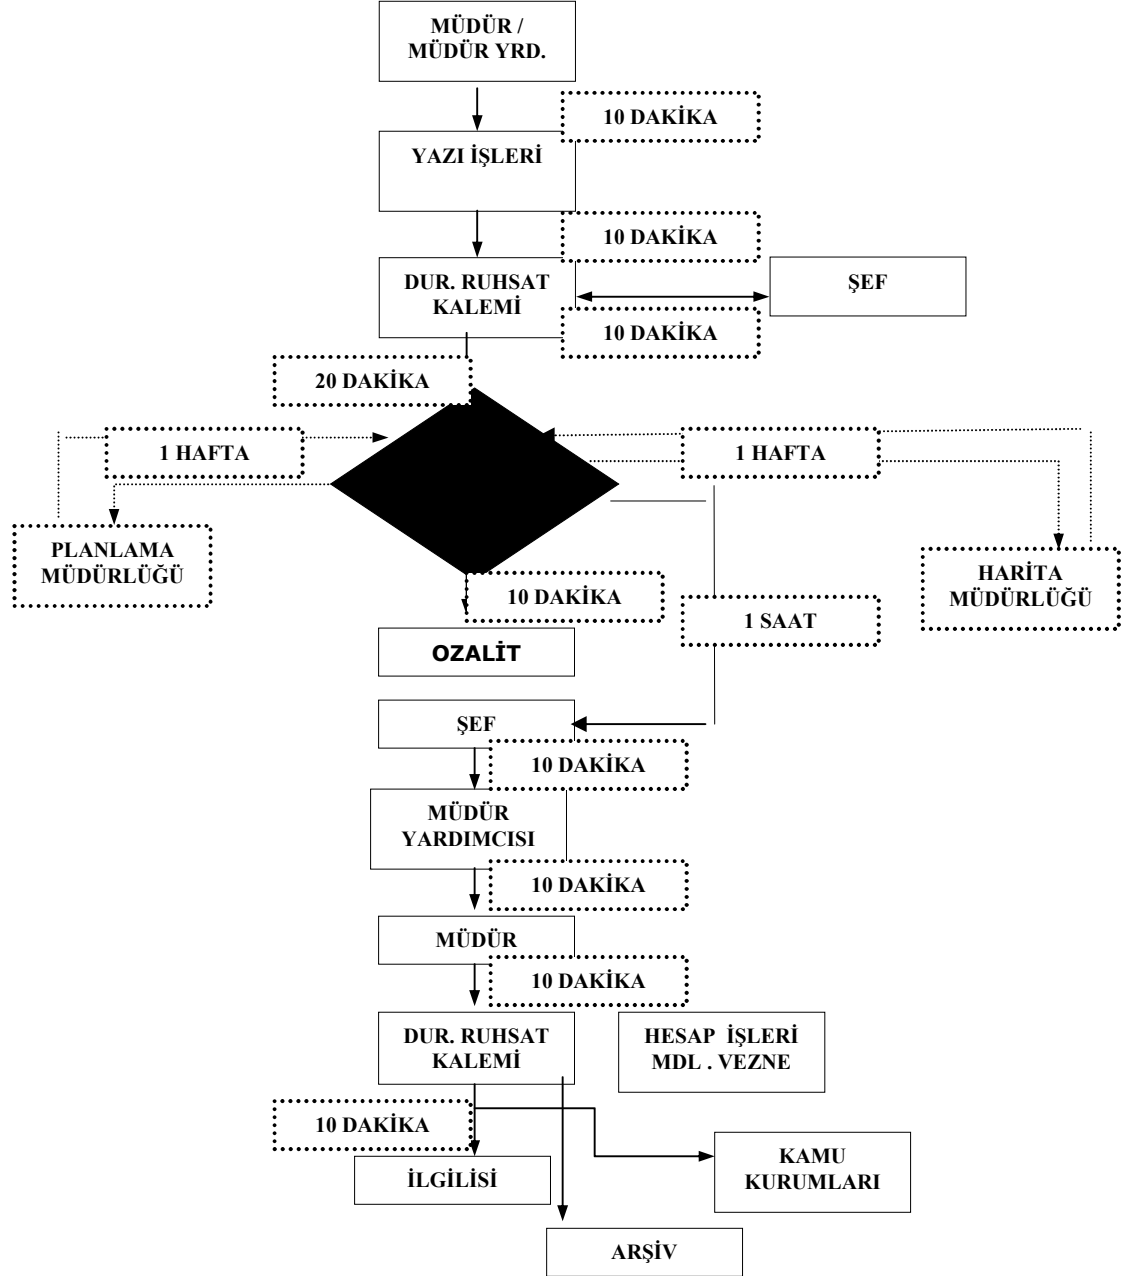 MÜDÜR /
MÜDÜR YRD.
10 DAKİKA
YAZI İŞLERİ
10 DAKİKA
DUR. RUHSAT
KALEMİ
ŞEF
10 DAKİKA
20 DAKİKA
1 HAFTA
1 HAFTA
PLANLAMA
MÜDÜRLÜĞÜ
HARİTA
MÜDÜRLÜĞÜ
10 DAKİKA
1 SAAT
OZALİT
ŞEF
10 DAKİKA
MÜDÜR
YARDIMCISI
10 DAKİKA
MÜDÜR
10 DAKİKA
DUR. RUHSAT
KALEMİ
HESAP İŞLERİ
MDL . VEZNE
10 DAKİKA
İLGİLİSİ
KAMU
KURUMLARI
ARŞİV